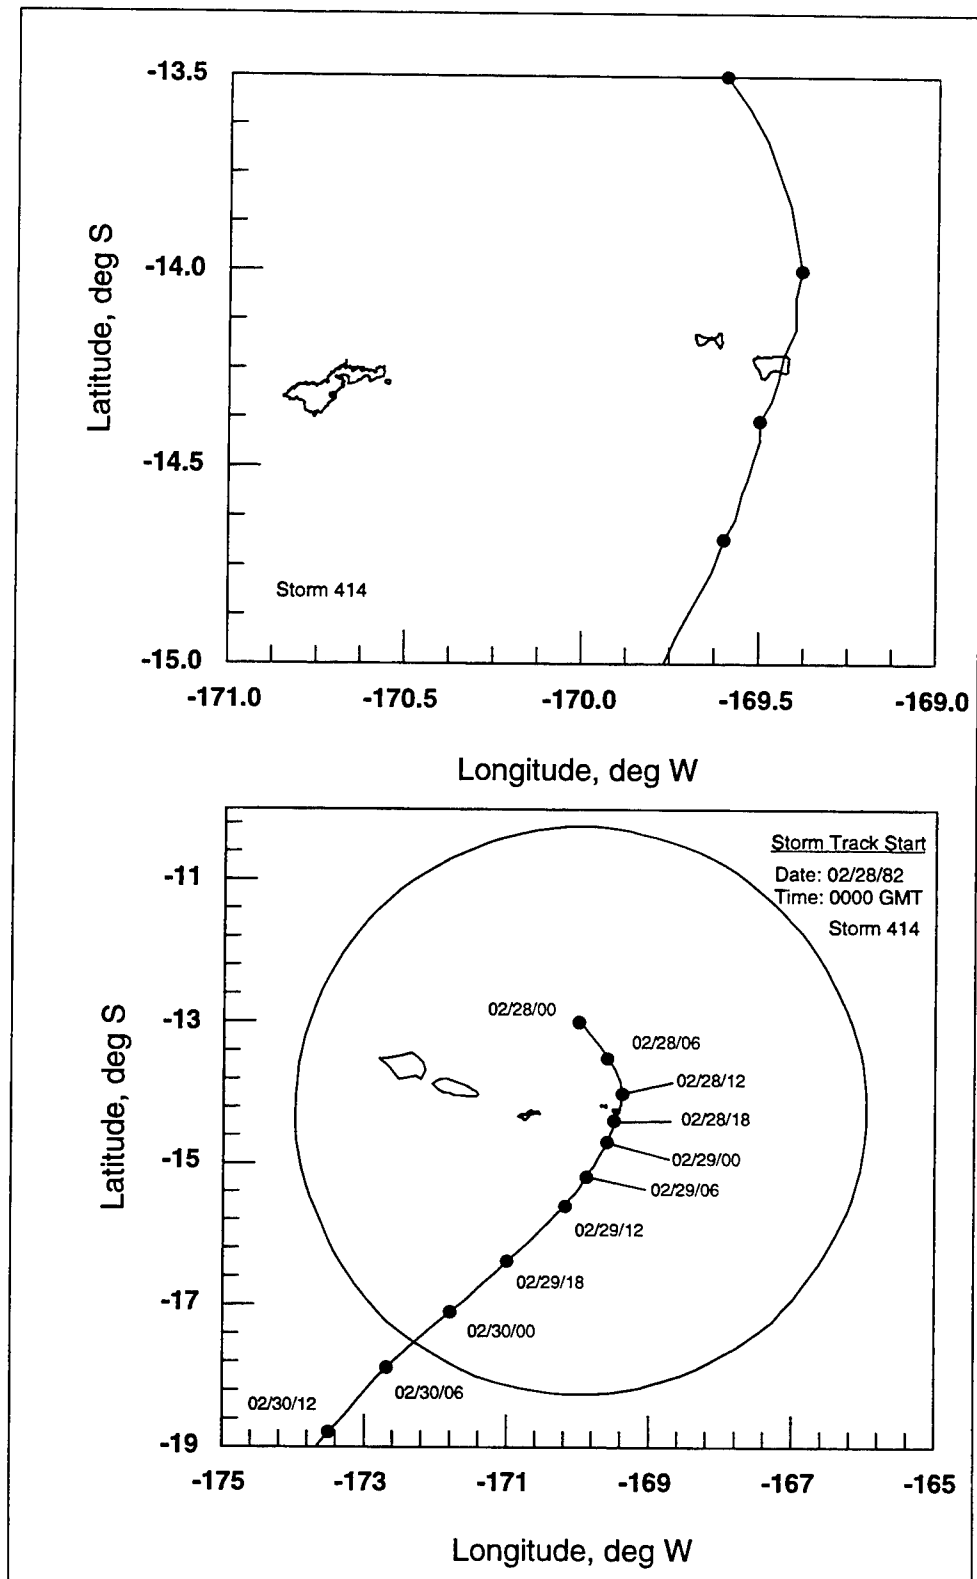 -13.5
-14.0
-14.5
-15.0
Latitude, deg S
Storm 414
-171.0 -170.5 -170.0 -169.5 -169.0
Longitude, deg W
Storm Track Start
Date: 02/28/82
Time: 0000 GMT
Storm 414
-11
-13
-15
-17
-19
Latitude, deg S
02/28/00
02/28/06
02/28/12
02/28/18
02/29/00
02/29/06
02/29/12
02/29/18
02/30/00
02/30/06
02/30/12
-175 -173 -171 -169 -167 -165
Longitude, deg W